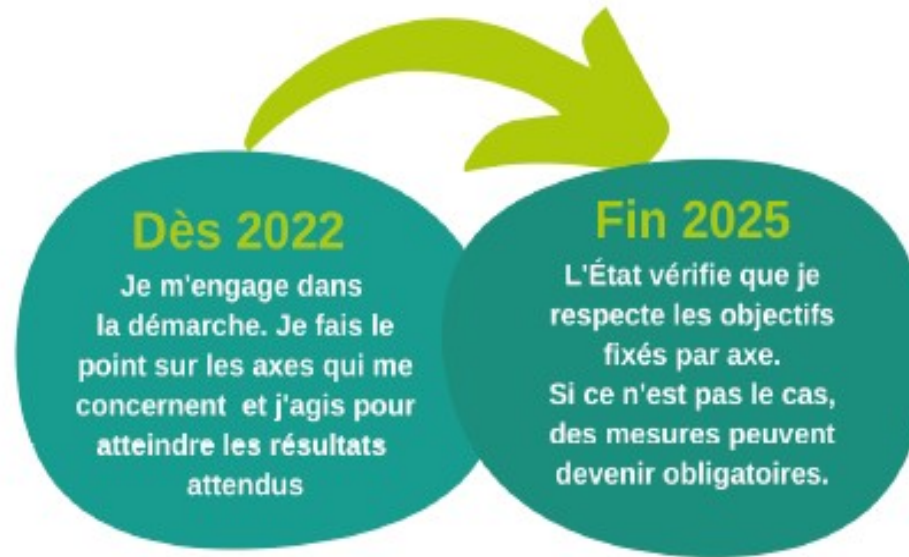 Dès 2022
Je m'engage dans
la démarche. Je fais le
point sur les axes qui me
concernent et j'agis pour
atteindre les résultats
attendus
Fin 2025
L'État vérifie que je
respecte les objectifs
fixés par axe.
Si ce n'est pas le cas,
des mesures peuvent
devenir obligatoires.